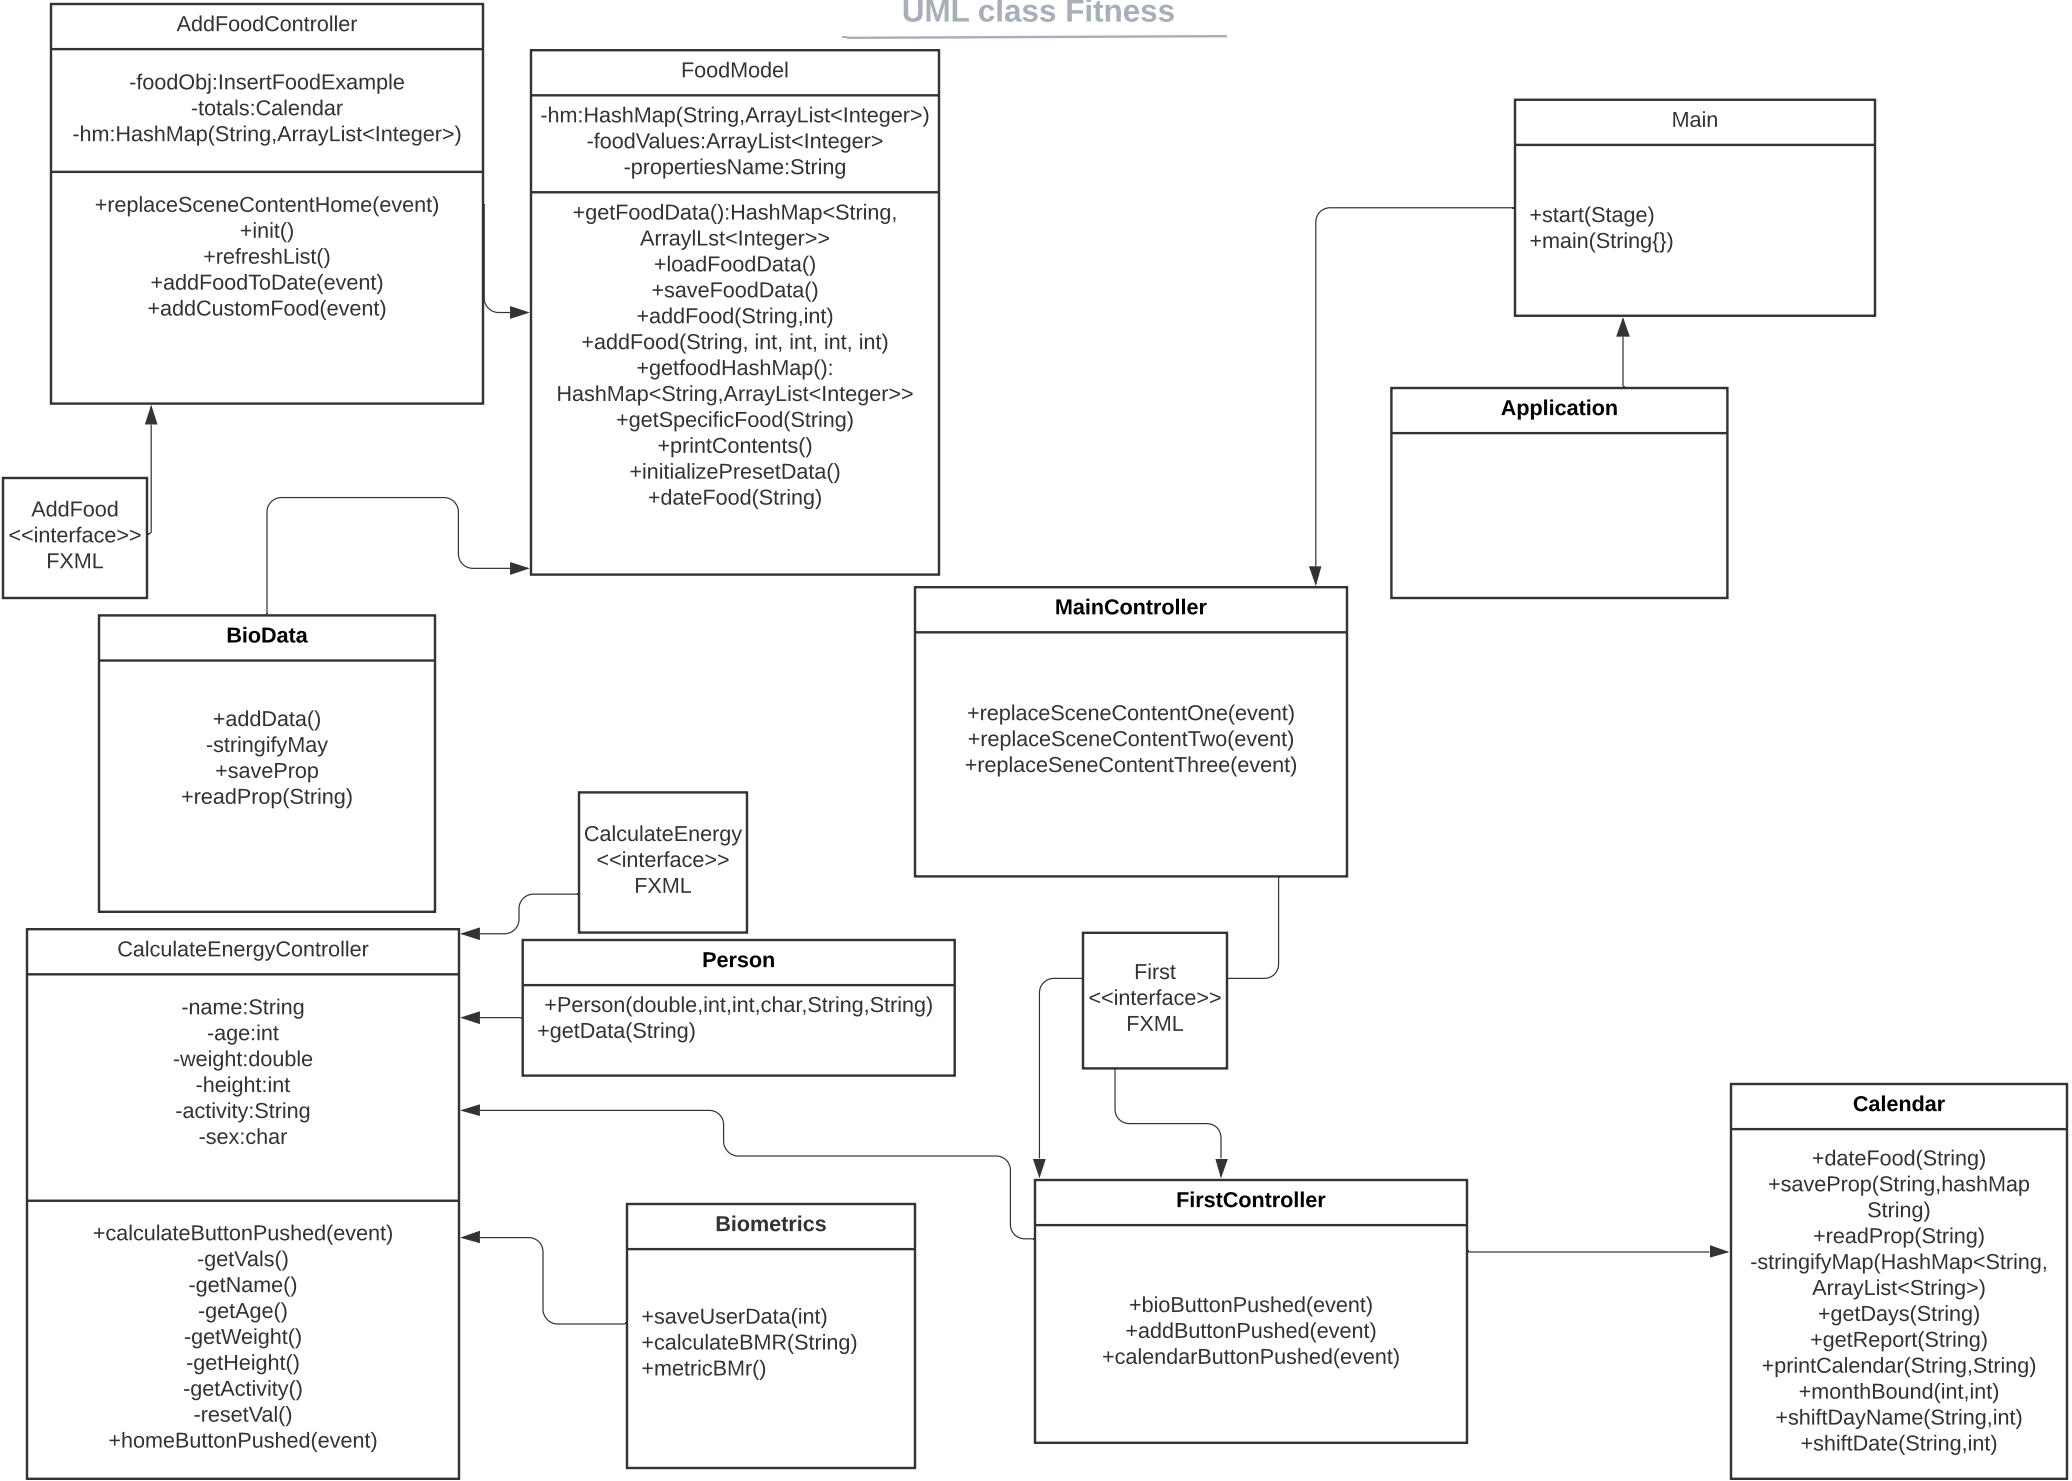 UML class Fitness
AddFoodController
-foodObj:InsertFoodExample
-totals:Calendar
-hm:HashMap(String,ArrayList<Integer>)
+replaceSceneContentHome(event)
+init()
+refreshList()
+addFoodToDate(event)
+addCustomFood(event)
FoodModel
-hm:HashMap(String,ArrayList<Integer>)
-foodValues:ArrayList<Integer>
-propertiesName:String
+getFoodData():HashMap<String,
ArraylLst<Integer>>
+loadFoodData()
+saveFoodData()
+addFood(String,int)
+addFood(String, int, int, int, int)
+getfoodHashMap():
HashMap<String,ArrayList<Integer>>
+getSpecificFood(String)
+printContents()
+initializePresetData()
+dateFood(String)
Main
+start(Stage)
+main(String{})
Application
AddFood
<<interface>>
FXML
BioData
+addData()
-stringifyMay
+saveProp
+readProp(String)
MainController
+replaceSceneContentOne(event)
+replaceSceneContentTwo(event)
+replaceSeneContentThree(event)
CalculateEnergy
<<interface>>
FXML
CalculateEnergyController
-name:String
-age:int
-weight:double
-height:int
-activity:String
-sex:char
+calculateButtonPushed(event)
-getVals()
-getName()
-getAge()
-getWeight()
-getHeight()
-getActivity()
-resetVal()
+homeButtonPushed(event)
Person
+Person(double,int,int,char,String,String)
+getData(String)
First
<<interface>>
FXML
Biometrics
+saveUserData(int)
+calculateBMR(String)
+metricBMr()
FirstController
+bioButtonPushed(event)
+addButtonPushed(event)
+calendarButtonPushed(event)
Calendar
+dateFood(String)
+saveProp(String,hashMap
String)
+readProp(String)
-stringifyMap(HashMap<String,
ArrayList<String>)
+getDays(String)
+getReport(String)
+printCalendar(String,String)
+monthBound(int,int)
+shiftDayName(String,int)
+shiftDate(String,int)